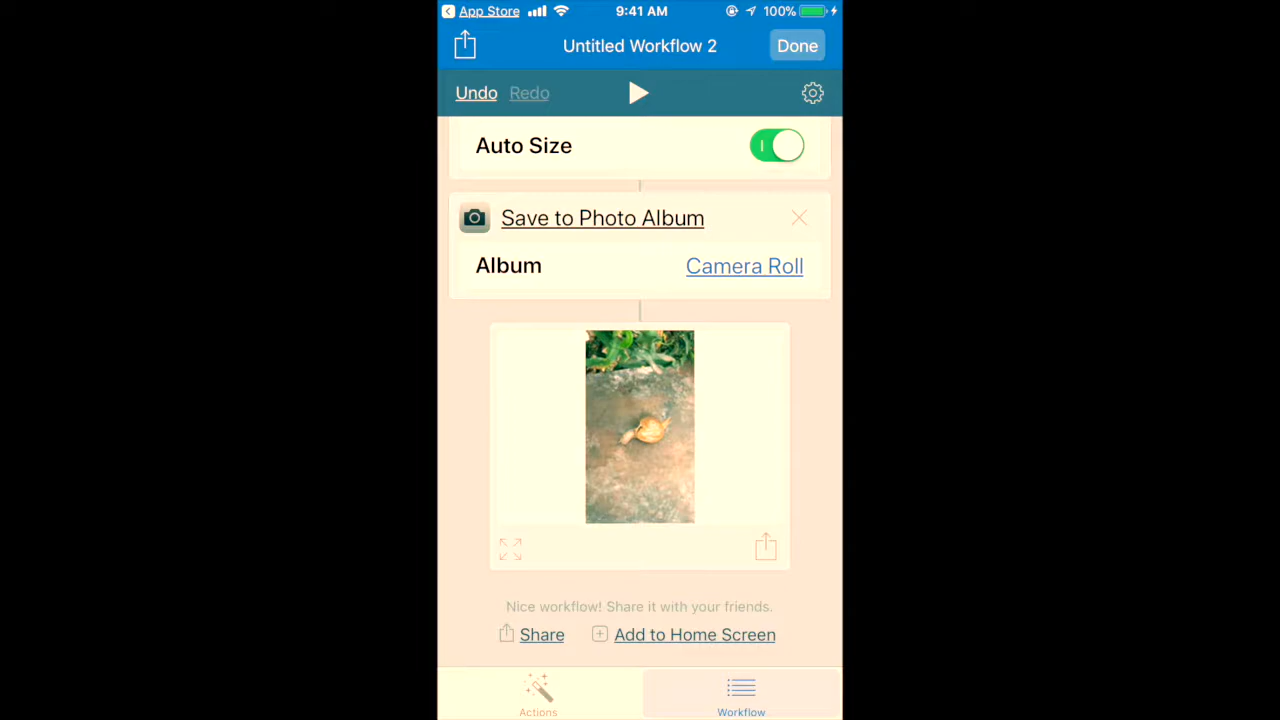 App Store 9:41 AM 100%
Untitled Workflow 2 Done
Undo Redo
Auto Size
Save to Photo Album
Album Camera Roll
Nice workflow! Share it with your friends.
Share Add to Home Screen
Actions Workflow